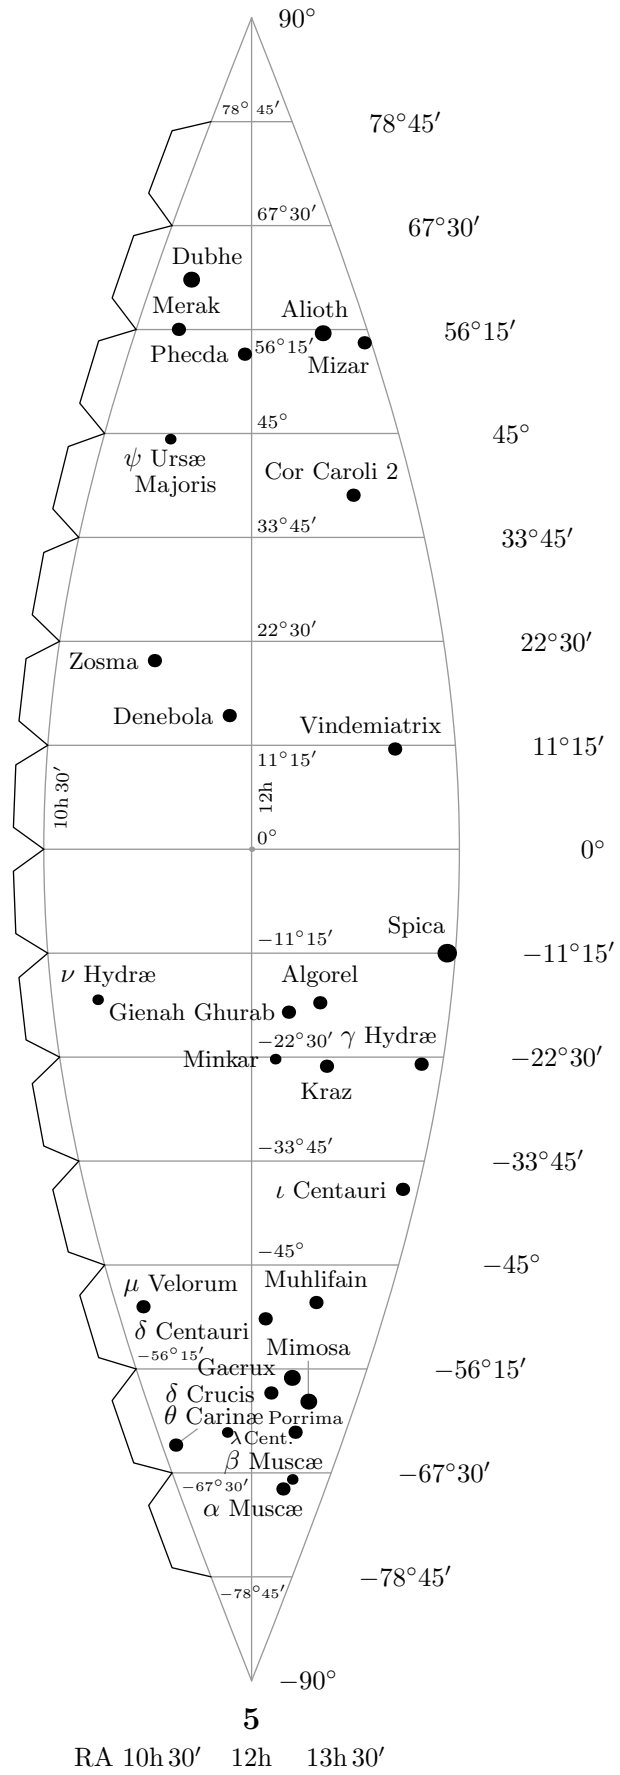 90°
78° 45′ 78°45′
67°30′ 67°30′
Dubhe
Merak Alioth
56°15′
Phecda 56°15′
Mizar
45° 45°
ψ Ursæ
Majoris
Cor Caroli 2
33°45′ 33°45′
22°30′ 22°30′
Zosma
Denebola Vindemiatrix
11°15′ 11°15′
10h 30′ 12h
0° 0°
Spica
−11°15′ −11°15′
ν Hydræ Algorel
Gienah Ghurab
−22°30′ γ Hydræ
Minkar −22°30′
Kraz
−33°45′ −33°45′
ι Centauri
−45° −45°
μ Velorum Muhlifain
δ Centauri
Mimosa
−56°15′ −56°15′
Gacrux
δ Crucis
θ Carinæ Porrima
λCent.
β Muscæ
−67°30′ −67°30′
α Muscæ
−78°45′ −78°45′
−90°
5
RA 10h 30′ 12h 13h 30′